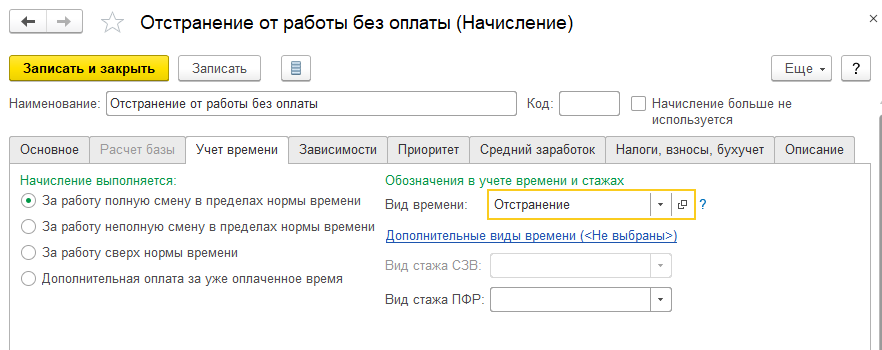 Отстранение от работы без оплаты (Начисление)
Записать и закрыть Записать Еще ?
Наименование: Отстранение от работы без оплаты Код: Начисление больше не используется
Основное Расчет базы Учет времени Зависимости Приоритет Средний заработок Налоги, взносы, бухучет Описание
Начисление выполняется: Обозначения в учете времени и стажах
За работу полную смену в пределах нормы времени Вид времени: Отстранение ?
За работу неполную смену в пределах нормы времени Дополнительные виды времени (<Не выбраны>)
За работу сверх нормы времени Вид стажа СЗВ:
Дополнительная оплата за уже оплаченное время Вид стажа ПФР: